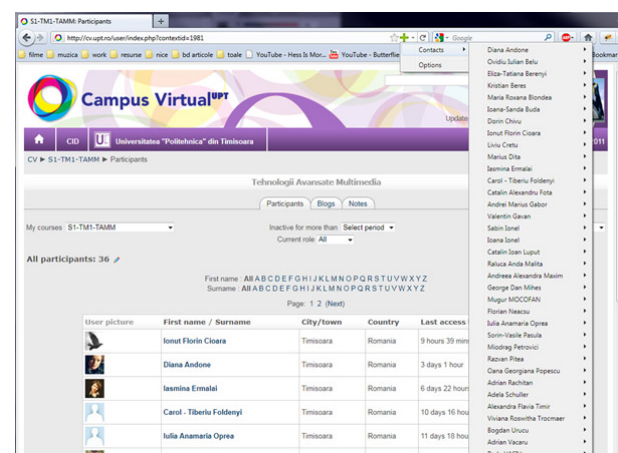 S1-TM1-TAMM: Participants
http://cv.upt.ro/user/index.php?contextid=1981
Google
filme muzica work resurse nice bd articole toale YouTube - Hess Is Mor... YouTube - Butterflie
Bookmar
Contacts
Options
Diana Andone
Ovidiu Iulian Belu
Eliza-Tatiana Berenyi
Kristian Beres
Maria Roxana Blondea
Ioana-Sanda Buda
Dorin Chivu
Ionut Florin Cioara
Liviu Cretu
Marius Dita
Iasmina Ermalai
Carol - Tiberiu Foldenyi
Catalin Alexandru Fota
Andrei Marius Gabor
Valentin Gavan
Sabin Ionel
Ioana Ionel
Catalin Ioan Luput
Raluca Anda Malita
Andreea Alexandra Maxim
George Dan Mihes
Mugur MOCOFAN
Florian Neacsu
Iulia Anamaria Oprea
Sorin-Vasile Pasula
Miodrag Petrovici
Razvan Pitea
Oana Georgiana Popescu
Adrian Rachitan
Adela Schuller
Alexandra Flavia Timir
Viviana Roswitha Trocmaer
Bogdan Urucu
Adrian Vacaru
Campus Virtual UPT
Update
CID U Universitatea "Politehnica" din Timisoara
2011
CV ► S1-TM1-TAMM ► Participants
Tehnologii Avansate Multimedia
Participants Blogs Notes
My courses S1-TM1-TAMM
Inactive for more than Select period
Current role All
All participants: 36
First name : All A B C D E F G H I J K L M N O P Q R S T U V W X Y Z
Surname : All A B C D E F G H I J K L M N O P Q R S T U V W X Y Z
Page: 1 2 (Next)
User picture First name / Surname City/town Country Last access
Ionut Florin Cioara Timisoara Romania 9 hours 39 mins
Diana Andone Timisoara Romania 3 days 1 hour
Iasmina Ermalai Timisoara Romania 6 days 22 hours
Carol - Tiberiu Foldenyi Timisoara Romania 10 days 16 hou
Iulia Anamaria Oprea Timisoara Romania 11 days 18 hou